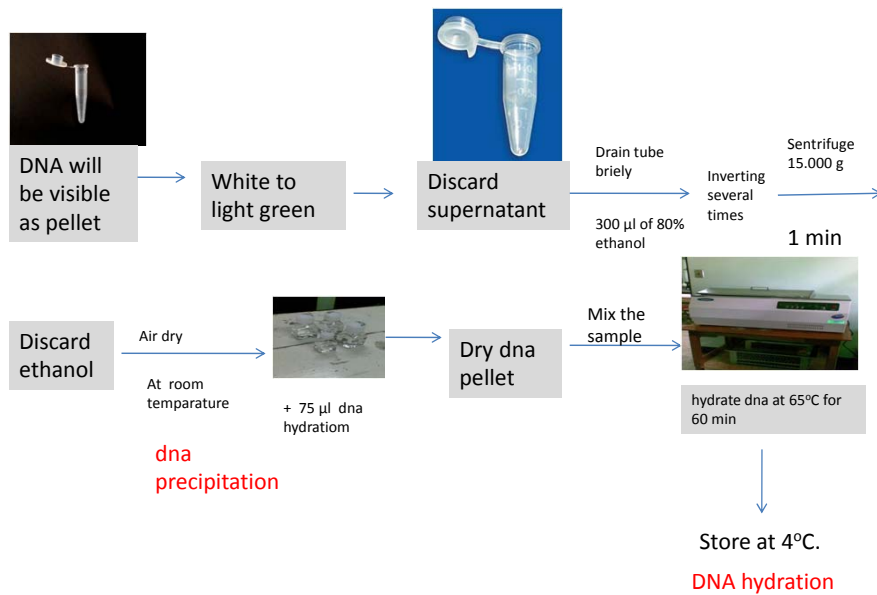 DNA will
be visible
as pellet
White to
light green
Discard
supernatant
Drain tube
briely
300 µl of 80%
ethanol
Inverting
several
times
Sentrifuge
15.000 g
1 min
Discard
ethanol
Air dry
At room
temparature
dna
precipitation
+ 75 µl dna
hydratiom
Dry dna
pellet
Mix the
sample
hydrate dna at 65°C for
60 min
Store at 4°C.
DNA hydration